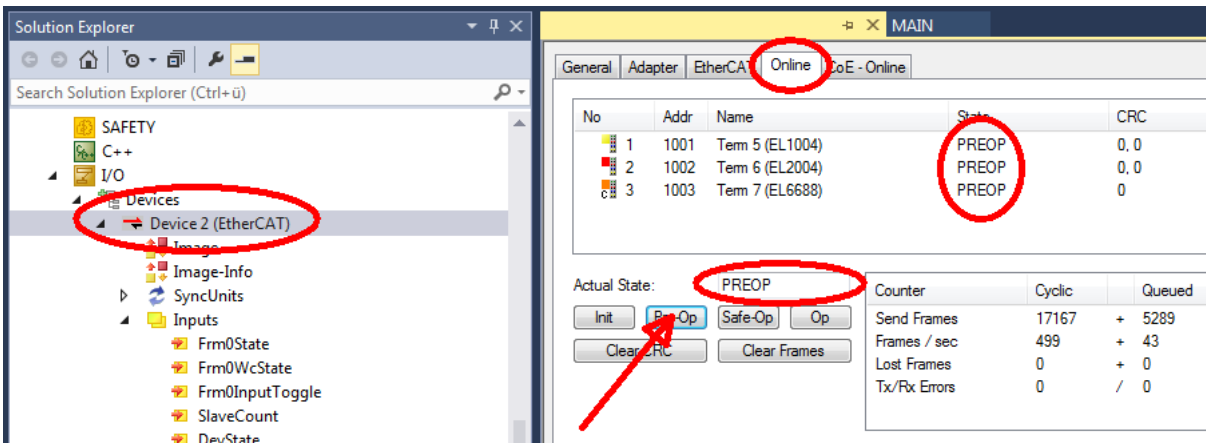 Solution Explorer
Search Solution Explorer (Ctrl+ü)
SAFETY
C++
I/O
Devices
Device 2 (EtherCAT)
Image
Image-Info
SyncUnits
Inputs
Frm0State
Frm0WcState
Frm0InputToggle
SlaveCount
DevState
MAIN
General Adapter EtherCAT Online CoE - Online
No Addr Name State CRC
1 1001 Term 5 (EL1004) PREOP 0, 0
2 1002 Term 6 (EL2004) PREOP 0, 0
C 3 1003 Term 7 (EL6688) PREOP 0
Actual State: PREOP
Init Pre-Op Safe-Op Op
Clear CRC Clear Frames
Counter Cyclic Queued
Send Frames 17167 + 5289
Frames / sec 499 + 43
Lost Frames 0 + 0
Tx/Rx Errors 0 / 0